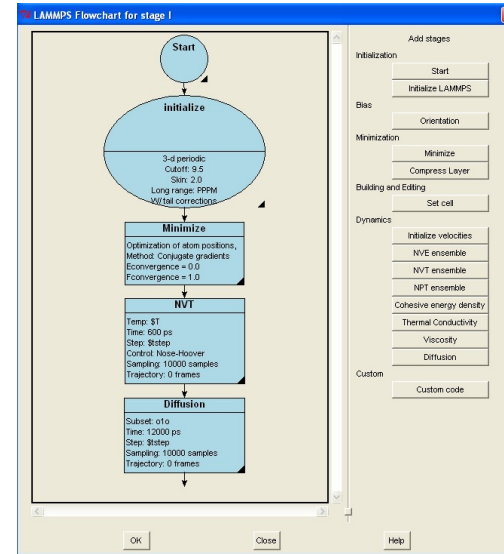 LAMMPS Flowchart for stage I
Start
initialize
3-d periodic
Cutoff: 9.5
Skin: 2.0
Long range: PPPM
W/tail corrections
Minimize
Optimization of atom positions,
Method: Conjugate gradients
Econvergence = 0.0
Fconvergence = 1.0
NVT
Temp: $T
Time: 600 ps
Step: $tstep
Control: Nose-Hoover
Sampling: 10000 samples
Trajectory: 0 frames
Diffusion
Subset: o1o
Time: 12000 ps
Step: $tstep
Sampling: 10000 samples
Trajectory: 0 frames
Add stages
Initialization
Start
Initialize LAMMPS
Bias
Orientation
Minimization
Minimize
Compress Layer
Building and Editing
Set cell
Dynamics
Initialize velocities
NVE ensemble
NVT ensemble
NPT ensemble
Cohesive energy density
Thermal Conductivity
Viscosity
Diffusion
Custom
Custom code
OK
Close
Help